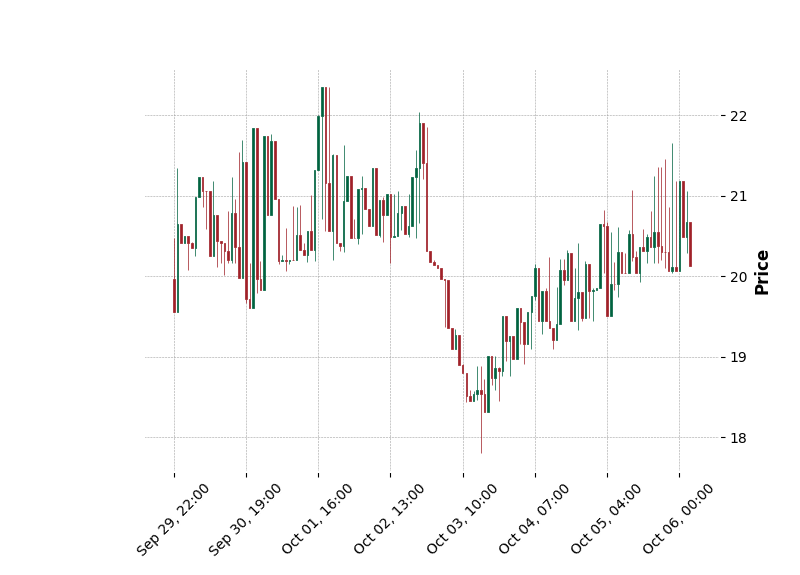 22
21
20
19
18
Price
Sep 29, 22:00
Sep 30, 19:00
Oct 01, 16:00
Oct 02, 13:00
Oct 03, 10:00
Oct 04, 07:00
Oct 05, 04:00
Oct 06, 00:00